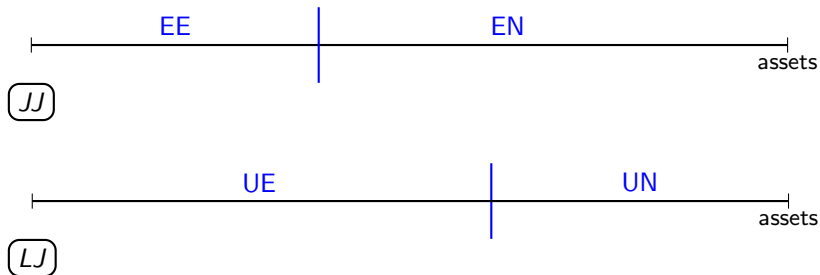 EE EN
assets
JJ
UE UN
assets
LJ